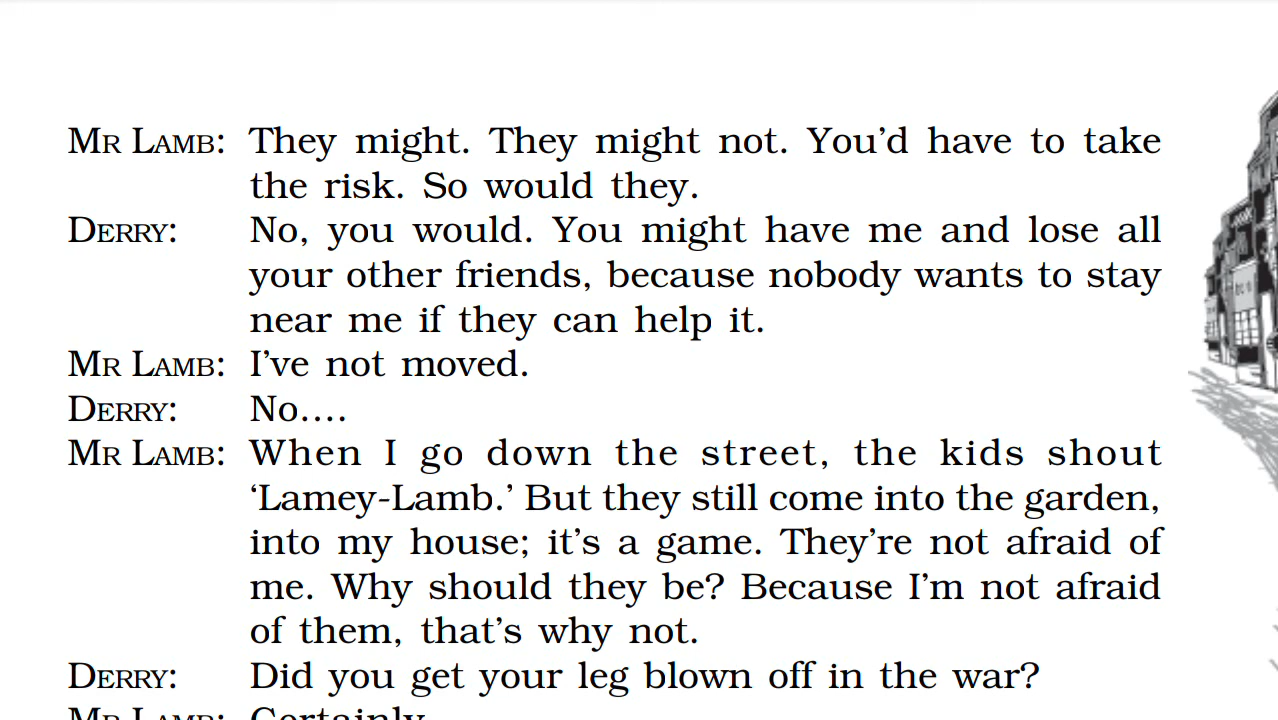 MR LAMB: They might. They might not. You'd have to take
the risk. So would they.
DERRY: No, you would. You might have me and lose all
your other friends, because nobody wants to stay
near me if they can help it.
MR LAMB: I've not moved.
DERRY: No....
MR LAMB: When I go down the street, the kids shout
‘Lamey-Lamb.’ But they still come into the garden,
into my house; it's a game. They're not afraid of
me. Why should they be? Because I'm not afraid
of them, that's why not.
DERRY: Did you get your leg blown off in the war?
MR LAMB: Certainly